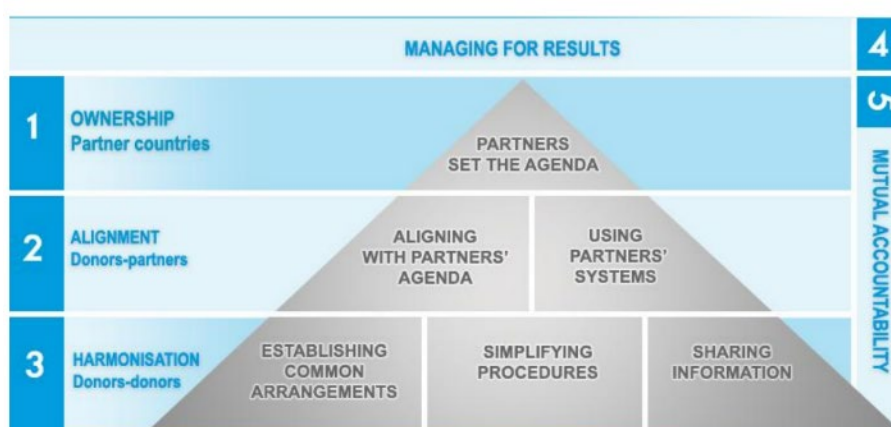 MANAGING FOR RESULTS
4
1
OWNERSHIP
Partner countries
PARTNERS
SET THE AGENDA
5
MUTUAL ACCOUNTABILITY
2
ALIGNMENT
Donors-partners
ALIGNING
WITH PARTNERS'
AGENDA
USING
PARTNERS'
SYSTEMS
3
HARMONISATION
Donors-donors
ESTABLISHING
COMMON
ARRANGEMENTS
SIMPLIFYING
PROCEDURES
SHARING
INFORMATION